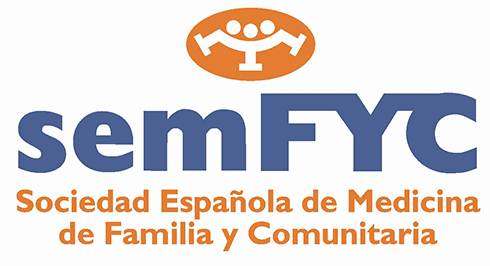 semFYC
Sociedad Española de Medicina
de Familia y Comunitaria